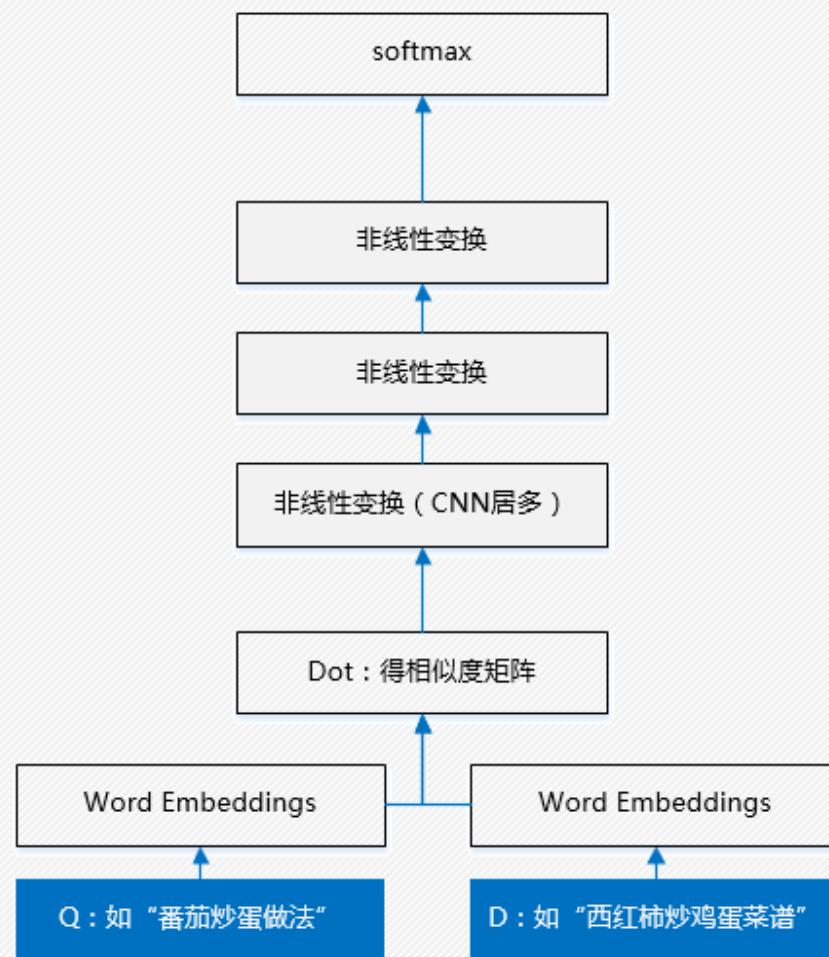 softmax
非线性变换
非线性变换
非线性变换（CNN居多）
Dot：得相似度矩阵
Word Embeddings
Word Embeddings
Q：如“番茄炒蛋做法“
D：如“西红柿炒鸡蛋菜谱”